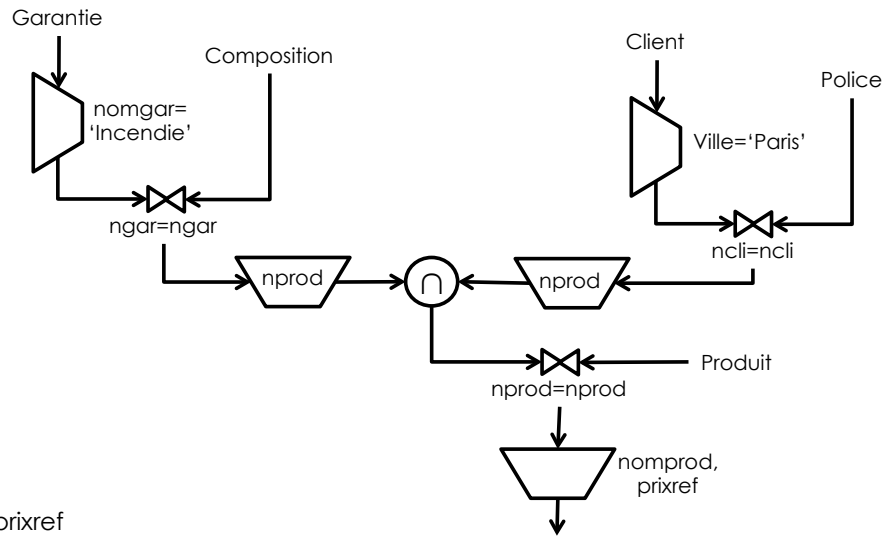 Garantie
Composition
nomgar=
‘Incendie’
ngar=ngar
Client
Police
Ville=‘Paris’
ncli=ncli
nprod
∩
nprod
Produit
nprod=nprod
nomprod,
prixref
prixref